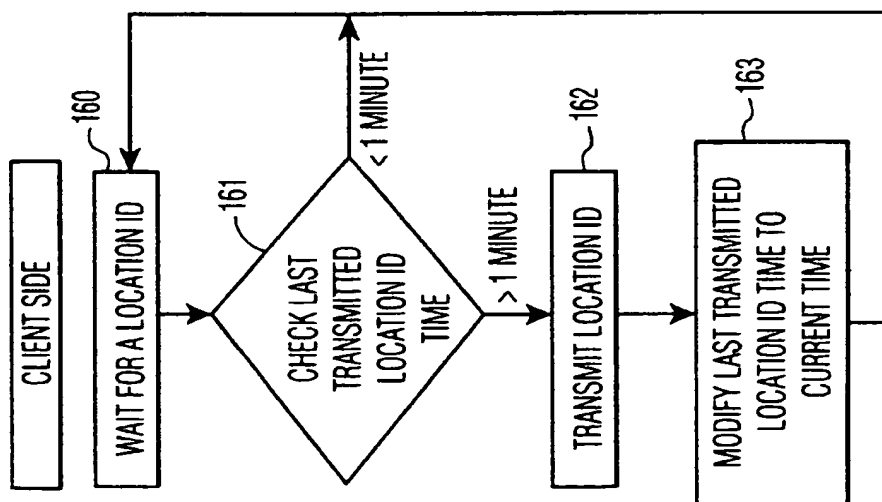 CLIENT SIDE
160
WAIT FOR A LOCATION ID
161
CHECK LAST
TRANSMITTED
LOCATION ID
TIME
< 1 MINUTE
> 1 MINUTE
162
TRANSMIT LOCATION ID
163
MODIFY LAST TRANSMITTED
LOCATION ID TIME TO
CURRENT TIME